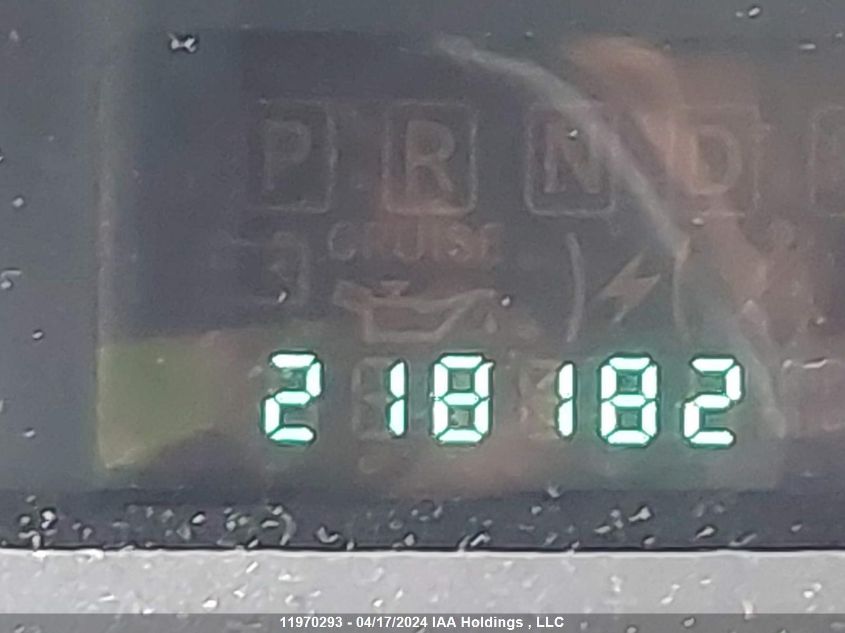 P R N D
CRUISE
218182
11970293 - 04/17/2024 IAA Holdings , LLC